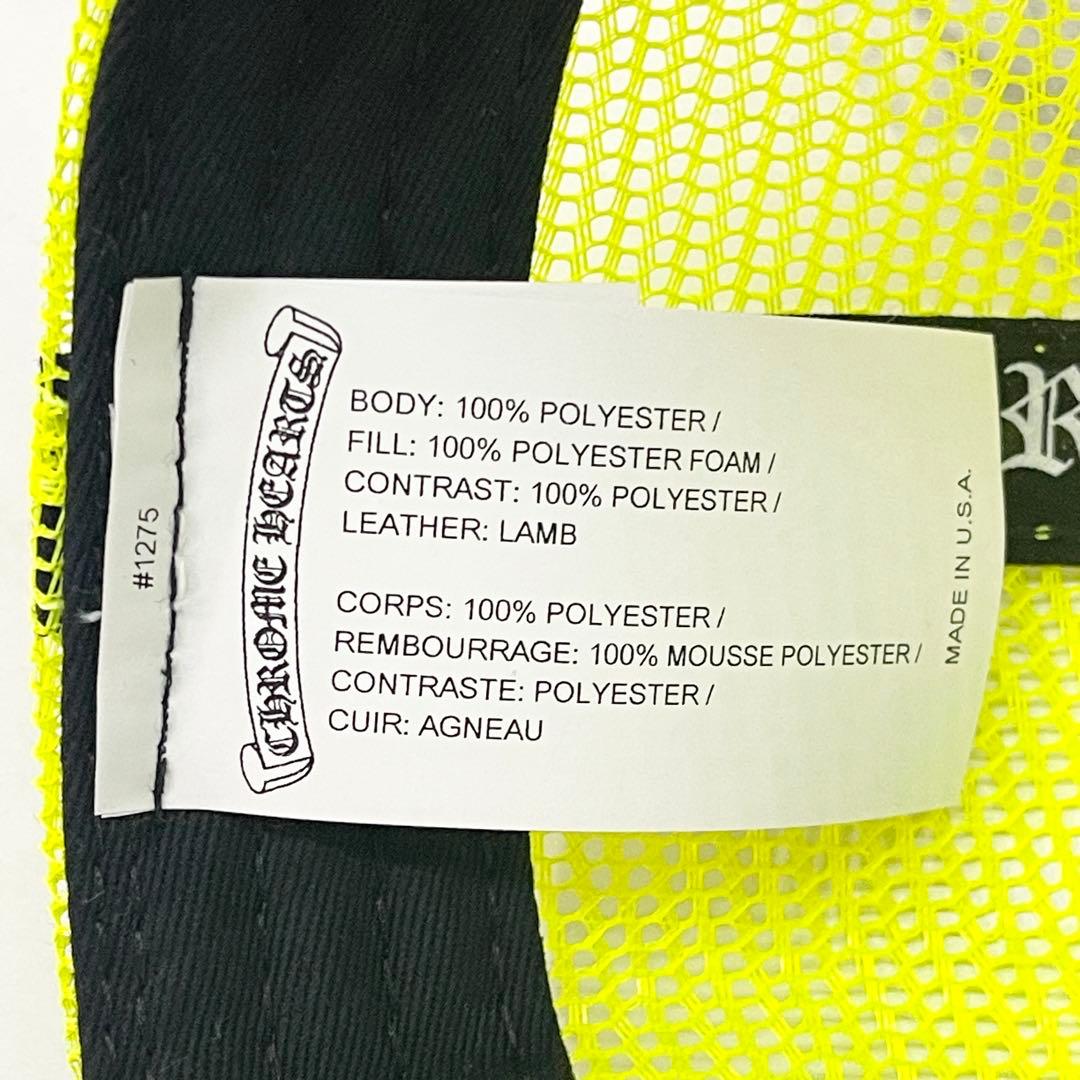 CHROME HEARTS
BODY: 100% POLYESTER /
FILL: 100% POLYESTER FOAM /
CONTRAST: 100% POLYESTER /
LEATHER: LAMB
CORPS: 100% POLYESTER /
REMBOURRAGE: 100% MOUSSE POLYESTER /
CONTRASTE: POLYESTER /
CUIR: AGNEAU
#1275
MADE IN U.S.A.
R